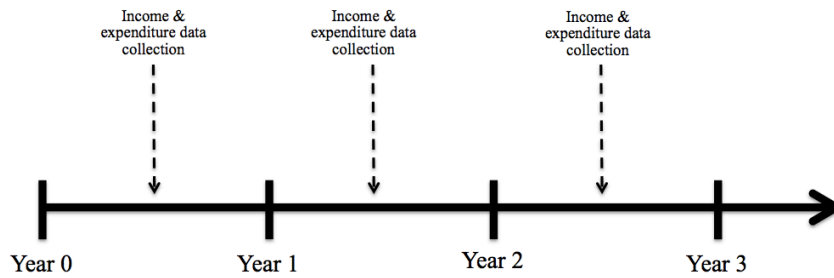 Income &
expenditure data
collection
Income &
expenditure data
collection
Income &
expenditure data
collection
Year 0
Year 1
Year 2
Year 3